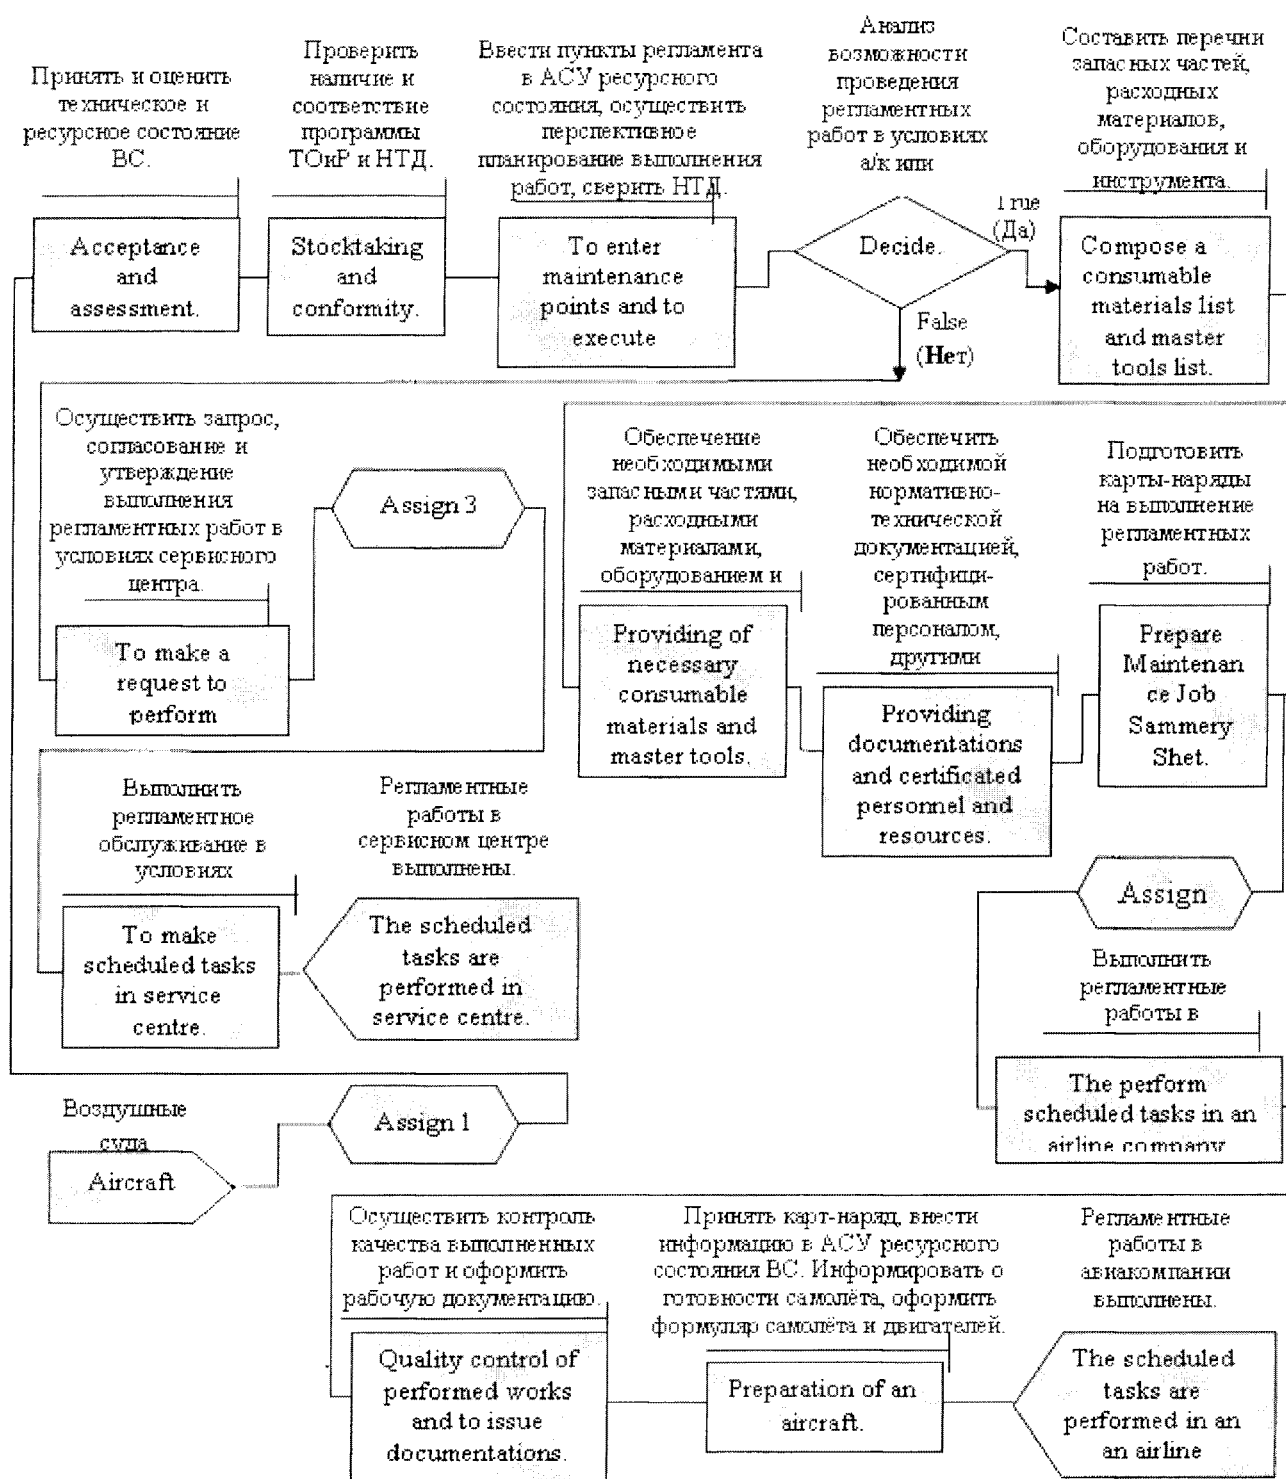 Принять и оценить
техническое и
ресурсное состояние
ВС.
Acceptance
and
assessment.
Проверить
наличие и
соответствие
программы
ТОиР и НТД.
Stocktaking
and
conformity.
Ввести пункты регламента
в АСУ ресурсного
состояния, осуществить
перспективное
планирование выполнения
работ, сверить НТД.
To enter
maintenance
points and to
execute
Анализ
возможности
проведения
регламентных
работ в условиях
а/к или
Decide.
True
(Да)
False
(Нет)
Составить перечни
запасных частей,
расходных
материалов,
оборудования и
инструмента.
Compose a
consumable
materials list
and master
tools list.
Осуществить запрос,
согласование и
утверждение
выполнения
регламентных работ в
условиях сервисного
центра.
To make a
request to
perform
Assign 3
Обеспечение
необходимыми
запасными частями,
расходными
материалами,
оборудованием и
Providing of
necessary
consumable
materials and
master tools.
Обеспечить
необходимой
нормативно-
технической
документацией,
сертифици-
рованным
персоналом,
другими
Providing
documentations
and certificated
personnel and
resources.
Подготовить
карты-наряды
на выполнение
регламентных
работ.
Prepare
Maintenan
ce Job
Sammery
Shet.
Выполнить
регламентное
обслуживание в
условиях
To make
scheduled tasks
in service
centre.
Регламентные
работы в
сервисном центре
выполнены.
The scheduled
tasks are
performed in
service centre.
Assign
Выполнить
регламентные
работы в
The perform
scheduled tasks in an
airline company
Воздушные
суда
Aircraft
Assign 1
Осуществить контроль
качества выполненных
работ и оформить
рабочую документацию.
Quality control of
performed works
and to issue
documentations.
Принять карт-наряд, внести
информацию в АСУ ресурсного
состояния ВС. Информировать о
готовности самолёта, оформить
формуляр самолёта и двигателей.
Preparation of an
aircraft.
Регламентные
работы в
авиакомпании
выполнены.
The scheduled
tasks are
performed in an
an airline